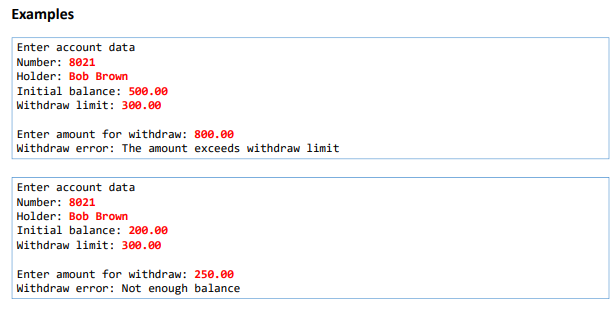 Examples
Enter account data
Number: 8021
Holder: Bob Brown
Initial balance: 500.00
Withdraw limit: 300.00
Enter amount for withdraw: 800.00
Withdraw error: The amount exceeds withdraw limit
Enter account data
Number: 8021
Holder: Bob Brown
Initial balance: 200.00
Withdraw limit: 300.00
Enter amount for withdraw: 250.00
Withdraw error: Not enough balance